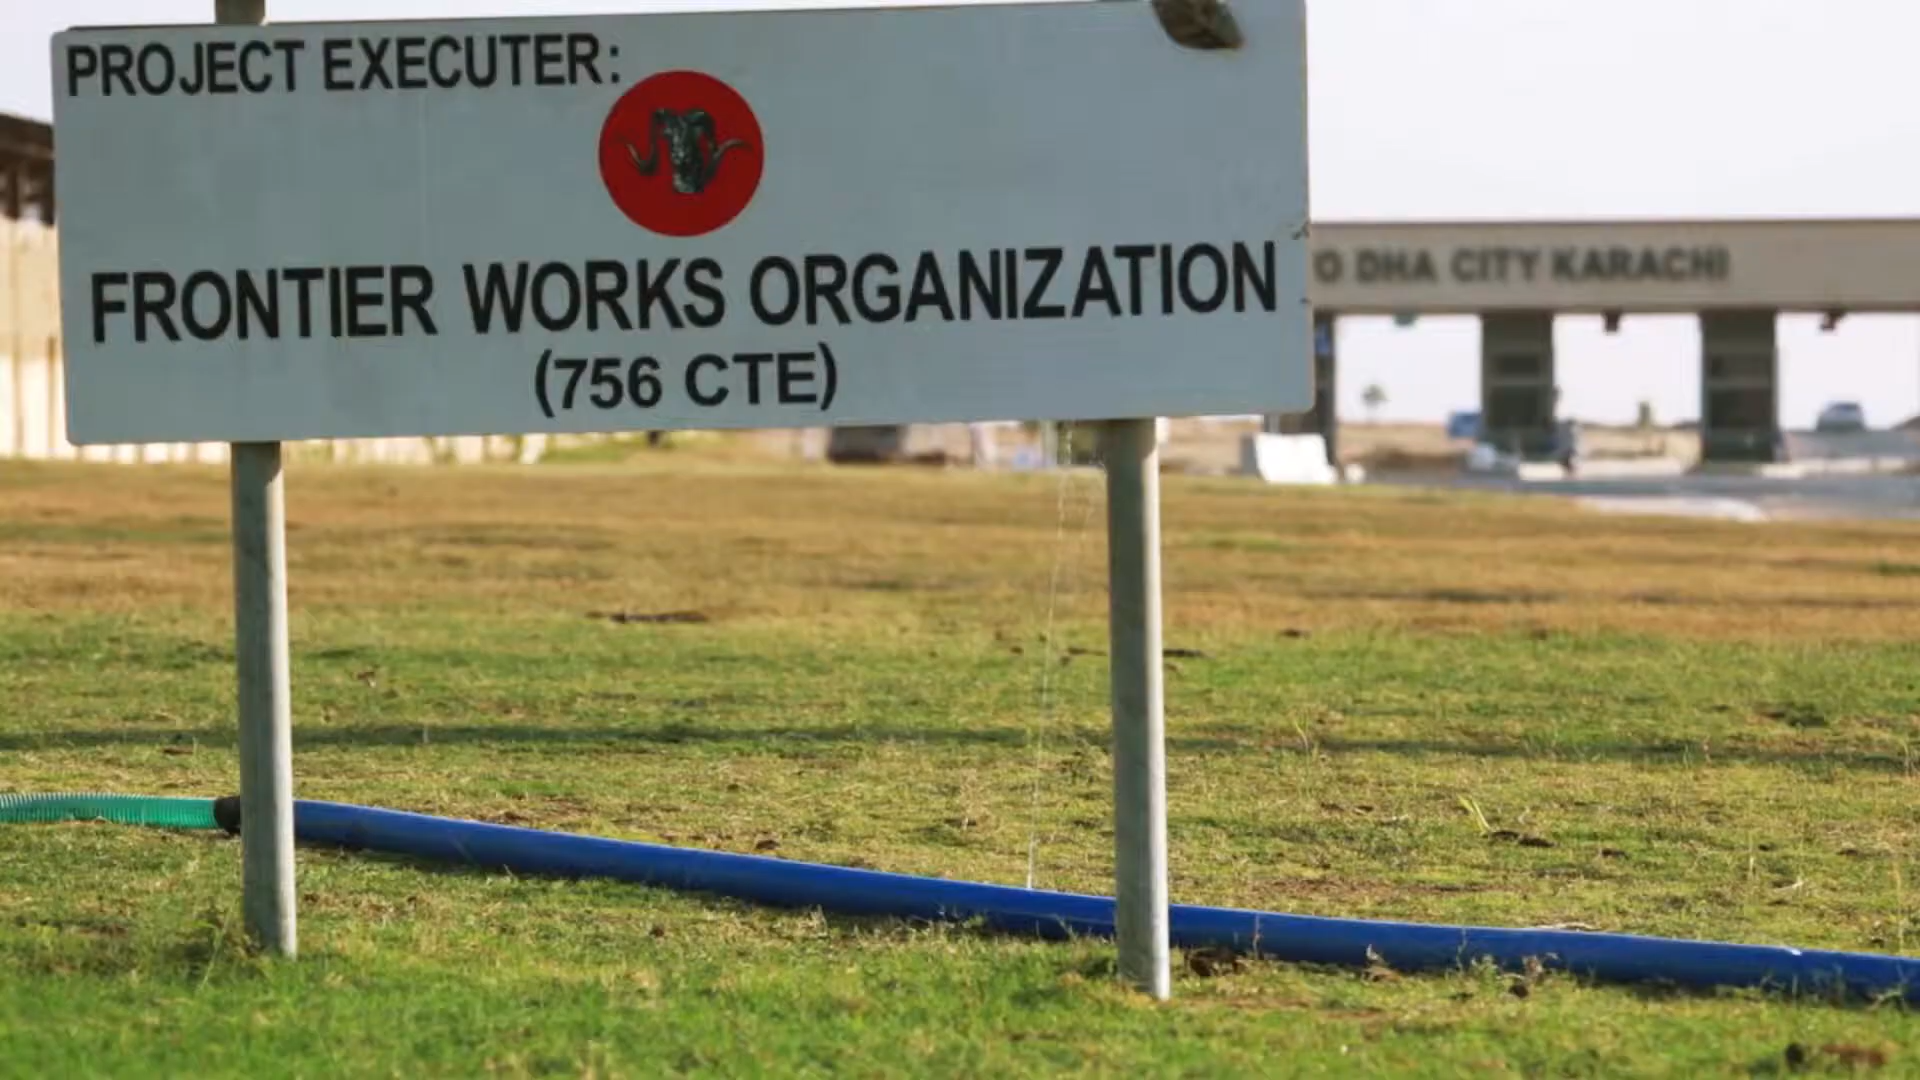 PROJECT EXECUTER:
FRONTIER WORKS ORGANIZATION
(756 CTE)
DHA CITY KARACHI